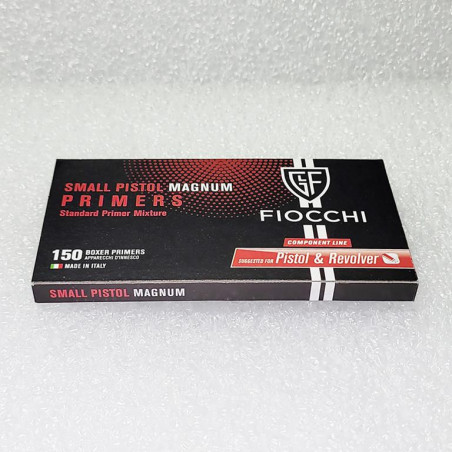 SMALL PISTOL MAGNUM
PRIMERS
Standard Primer Mixture
150 BOXER PRIMERS
APPARECCHI D'INNESCO
MADE IN ITALY
GF
FIOCCHI
COMPONENT LINE
SUGGESTED FOR Pistol & Revolver
SMALL PISTOL MAGNUM